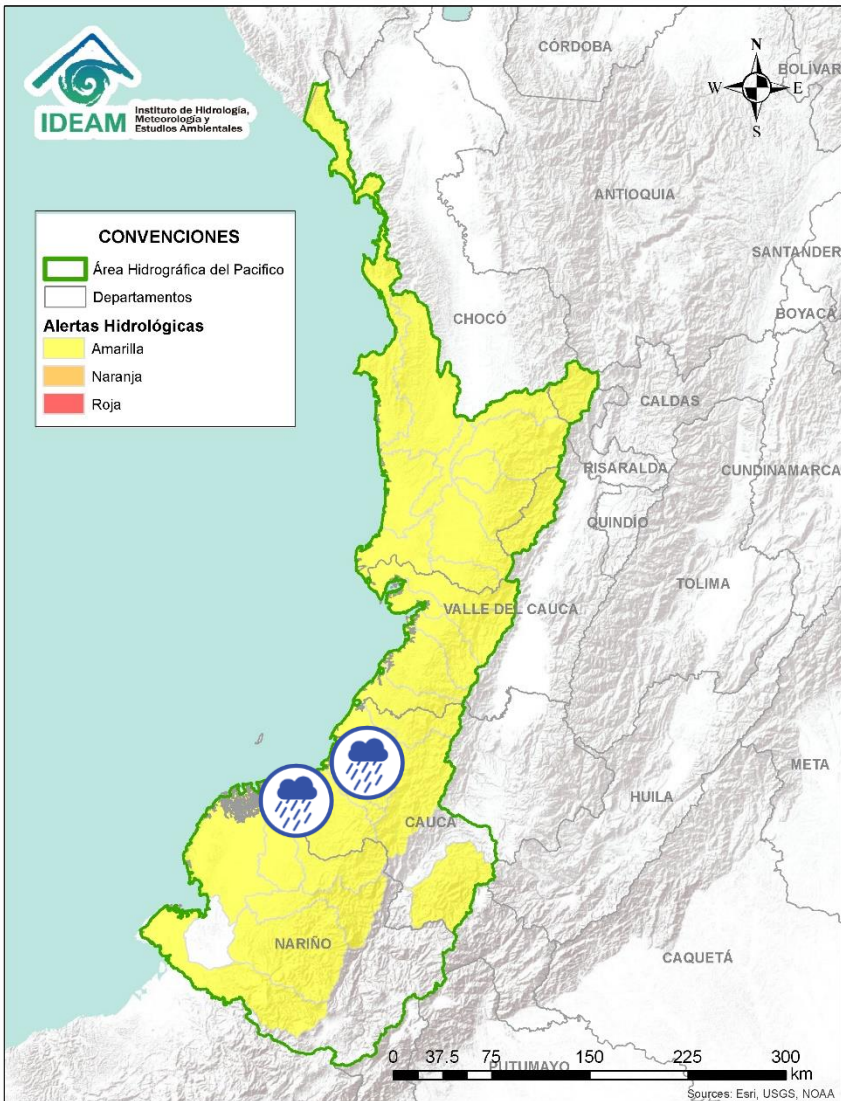 CÓRDOBA
N
BOLÍVAR
W
E
S
IDEAM
Instituto de Hidrología,
Meteorología y
Estudios Ambientales
ANTIOQUIA
CONVENCIONES
Área Hidrográfica del Pacifico
Departamentos
Alertas Hidrológicas
Amarilla
Naranja
Roja
SANTANDER
BOYACÁ
CHOCÓ
CALDAS
RISARALDA
CUNDINAMARCA
QUINDÍO
TOLIMA
VALLE DEL CAUCA
META
HUILA
CAUCA
NARIÑO
CAQUETÁ
0 37.5 75 150 225 300
km
PUTUMAYO
Sources: Esri, USGS, NOAA